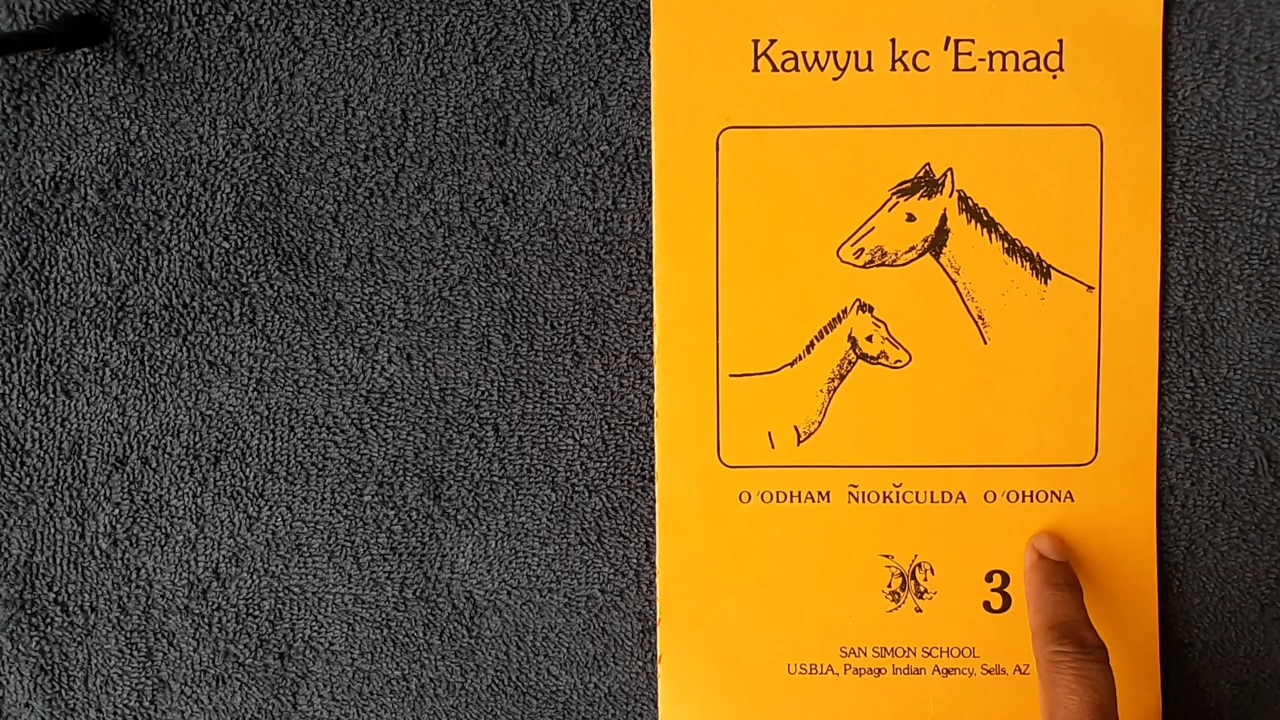 Kawyu kc 'E-maḍ
O'ODHAM ÑIOKĬCULDA O'OHONA
3
SAN SIMON SCHOOL
U.S.B.I.A., Papago Indian Agency, Sells, AZ